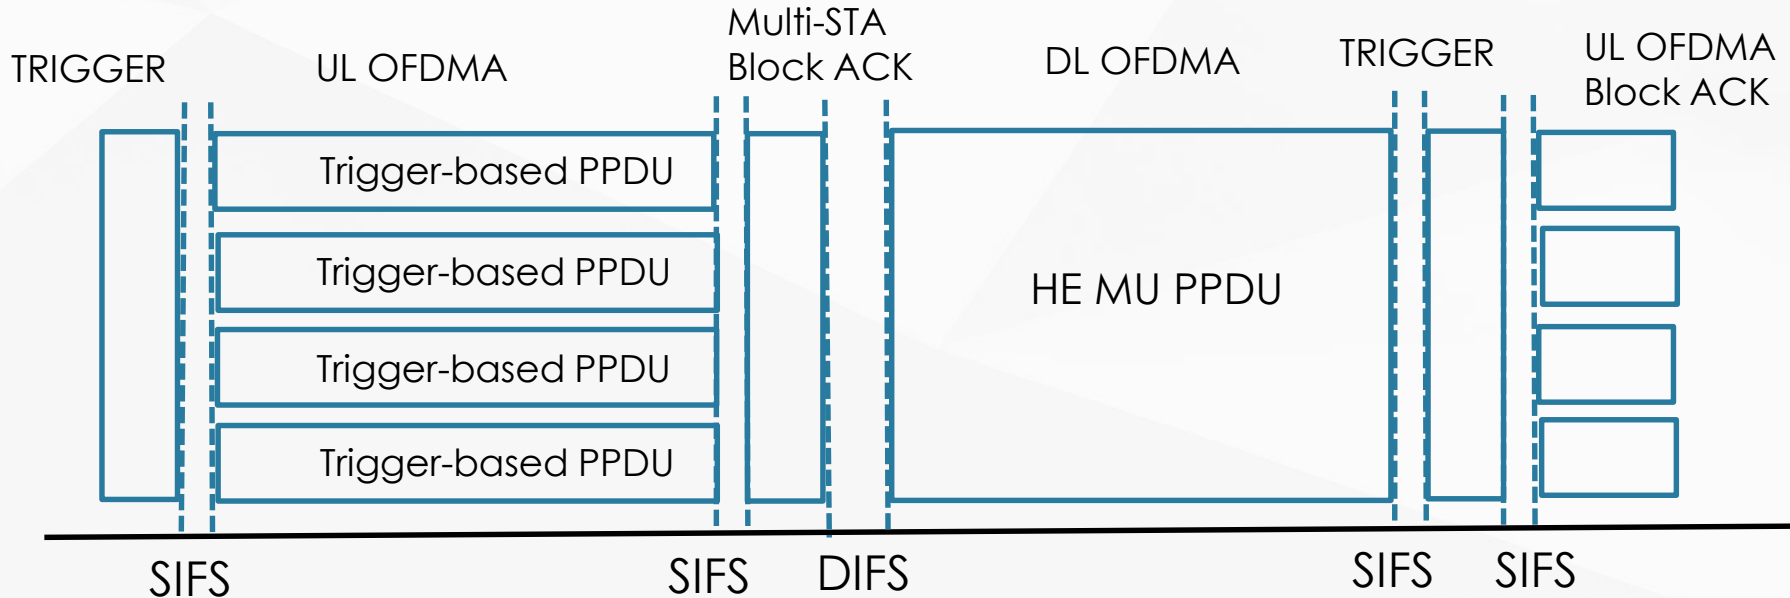 TRIGGER
UL OFDMA
Multi-STA
Block ACK
DL OFDMA
TRIGGER
UL OFDMA
Block ACK
Trigger-based PPDU
Trigger-based PPDU
Trigger-based PPDU
Trigger-based PPDU
HE MU PPDU
SIFS
SIFS
DIFS
SIFS
SIFS